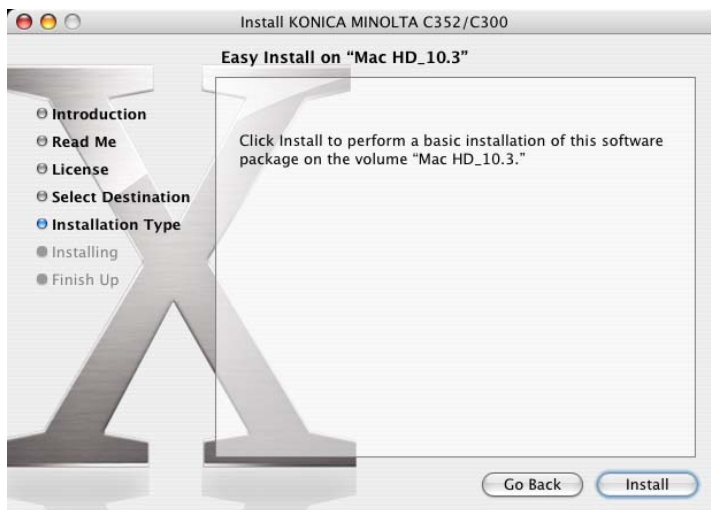 Install KONICA MINOLTA C352/C300
Easy Install on “Mac HD_10.3”
Introduction
Read Me
License
Select Destination
Installation Type
Installing
Finish Up
Click Install to perform a basic installation of this software
package on the volume “Mac HD_10.3.”
Go Back
Install